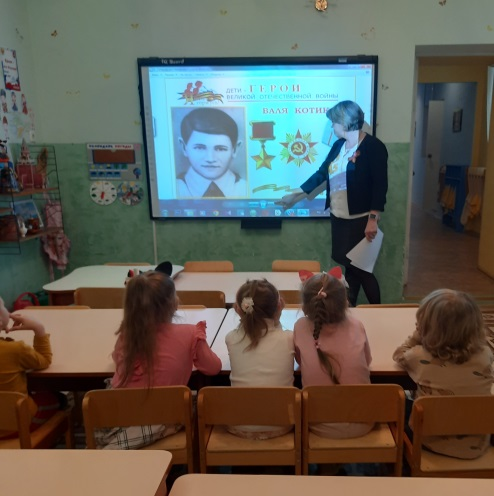 ДЕТИ - ГЕРОИ
ВЕЛИКОЙ ОТЕЧЕСТВЕННОЙ ВОЙНЫ
ВАЛЯ КОТИК